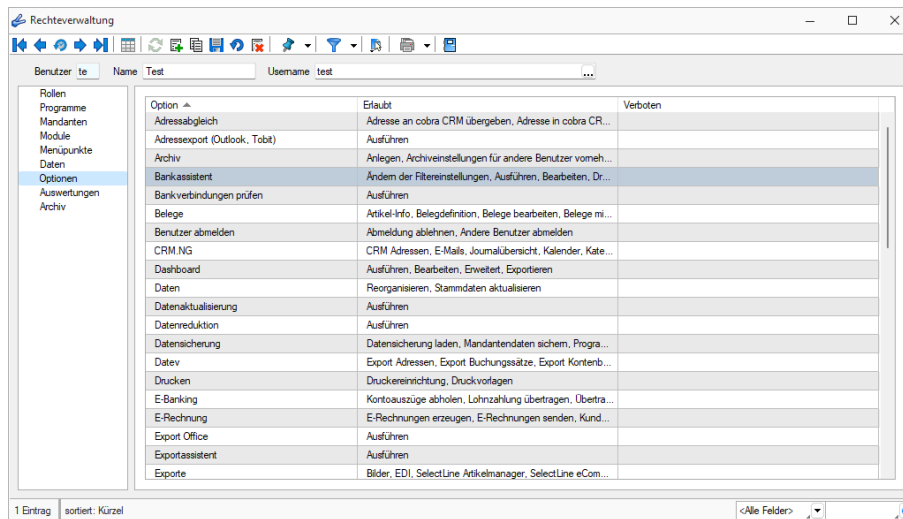 Rechteverwaltung
Benutzer te Name Test Username test ...
Rollen
Programme
Mandanten
Module
Menüpunkte
Daten
Optionen
Auswertungen
Archiv
Option Erlaubt Verboten
Adressabgleich Adresse an cobra CRM übergeben, Adresse in cobra CR...
Adressexport (Outlook, Tobit) Ausführen
Archiv Anlegen, Archiveinstellungen für andere Benutzer vorneh...
Bankassistent Ändern der Filtereinstellungen, Ausführen, Bearbeiten, Dr...
Bankverbindungen prüfen Ausführen
Belege Artikel-Info, Belegdefinition, Belege bearbeiten, Belege mi...
Benutzer abmelden Abmeldung ablehnen, Andere Benutzer abmelden
CRM.NG CRM Adressen, E-Mails, Journalübersicht, Kalender, Kate...
Dashboard Ausführen, Bearbeiten, Erweitert, Exportieren
Daten Reorganisieren, Stammdaten aktualisieren
Datenaktualisierung Ausführen
Datenreduktion Ausführen
Datensicherung Datensicherung laden, Mandantendaten sichern, Progra...
Datev Export Adressen, Export Buchungssätze, Export Kontenb...
Drucken Druckereinrichtung, Druckvorlagen
E-Banking Kontoauszüge abholen, Lohnzahlung übertragen, Übertra...
E-Rechnung E-Rechnungen erzeugen, E-Rechnungen senden, Kund...
Export Office Ausführen
Exportassistent Ausführen
Exporte Bilder, EDI, SelectLine Artikelmanager, SelectLine eCom...
1 Eintrag sortiert: Kürzel <Alle Felder>